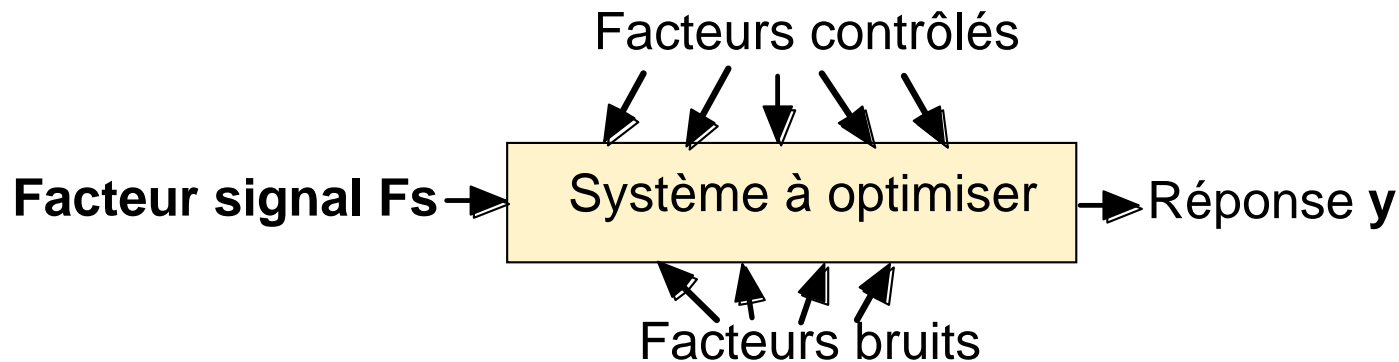 Facteurs contrôlés
Facteur signal Fs
Système à optimiser
Réponse y
Facteurs bruits